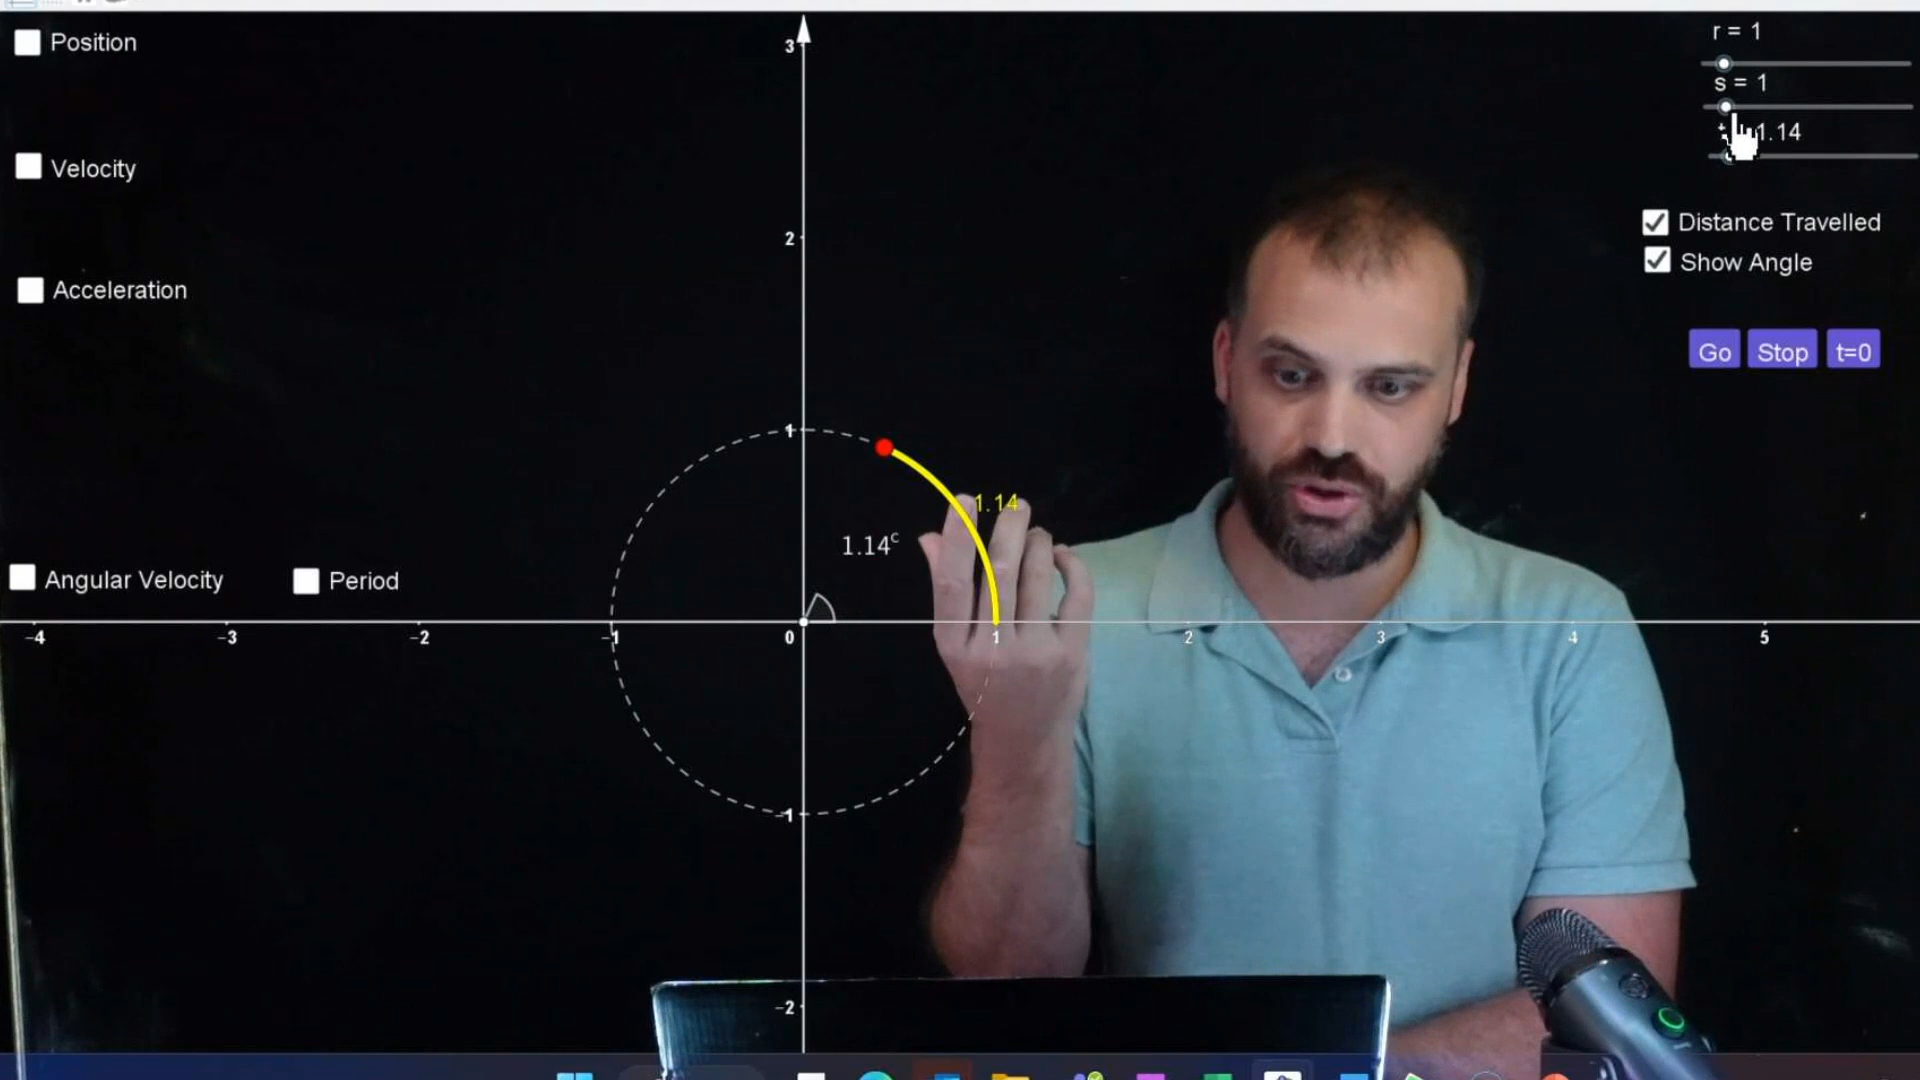 Position
Velocity
Acceleration
Angular Velocity
Period
r = 1
s = 1
1.14
Distance Travelled
Show Angle
Go
Stop
t=0
3
2
1
1.14
1.14ᶜ
−4
−3
−2
−1
0
1
2
3
4
5
−1
−2